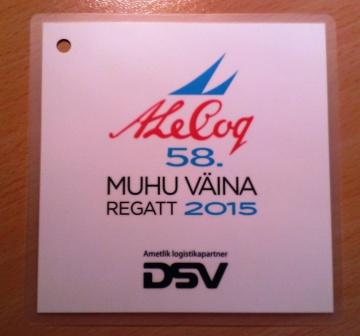 ALeCoq
58.
MUHU VÄINA
REGATT 2015
Ametlik logistikapartner
DSV